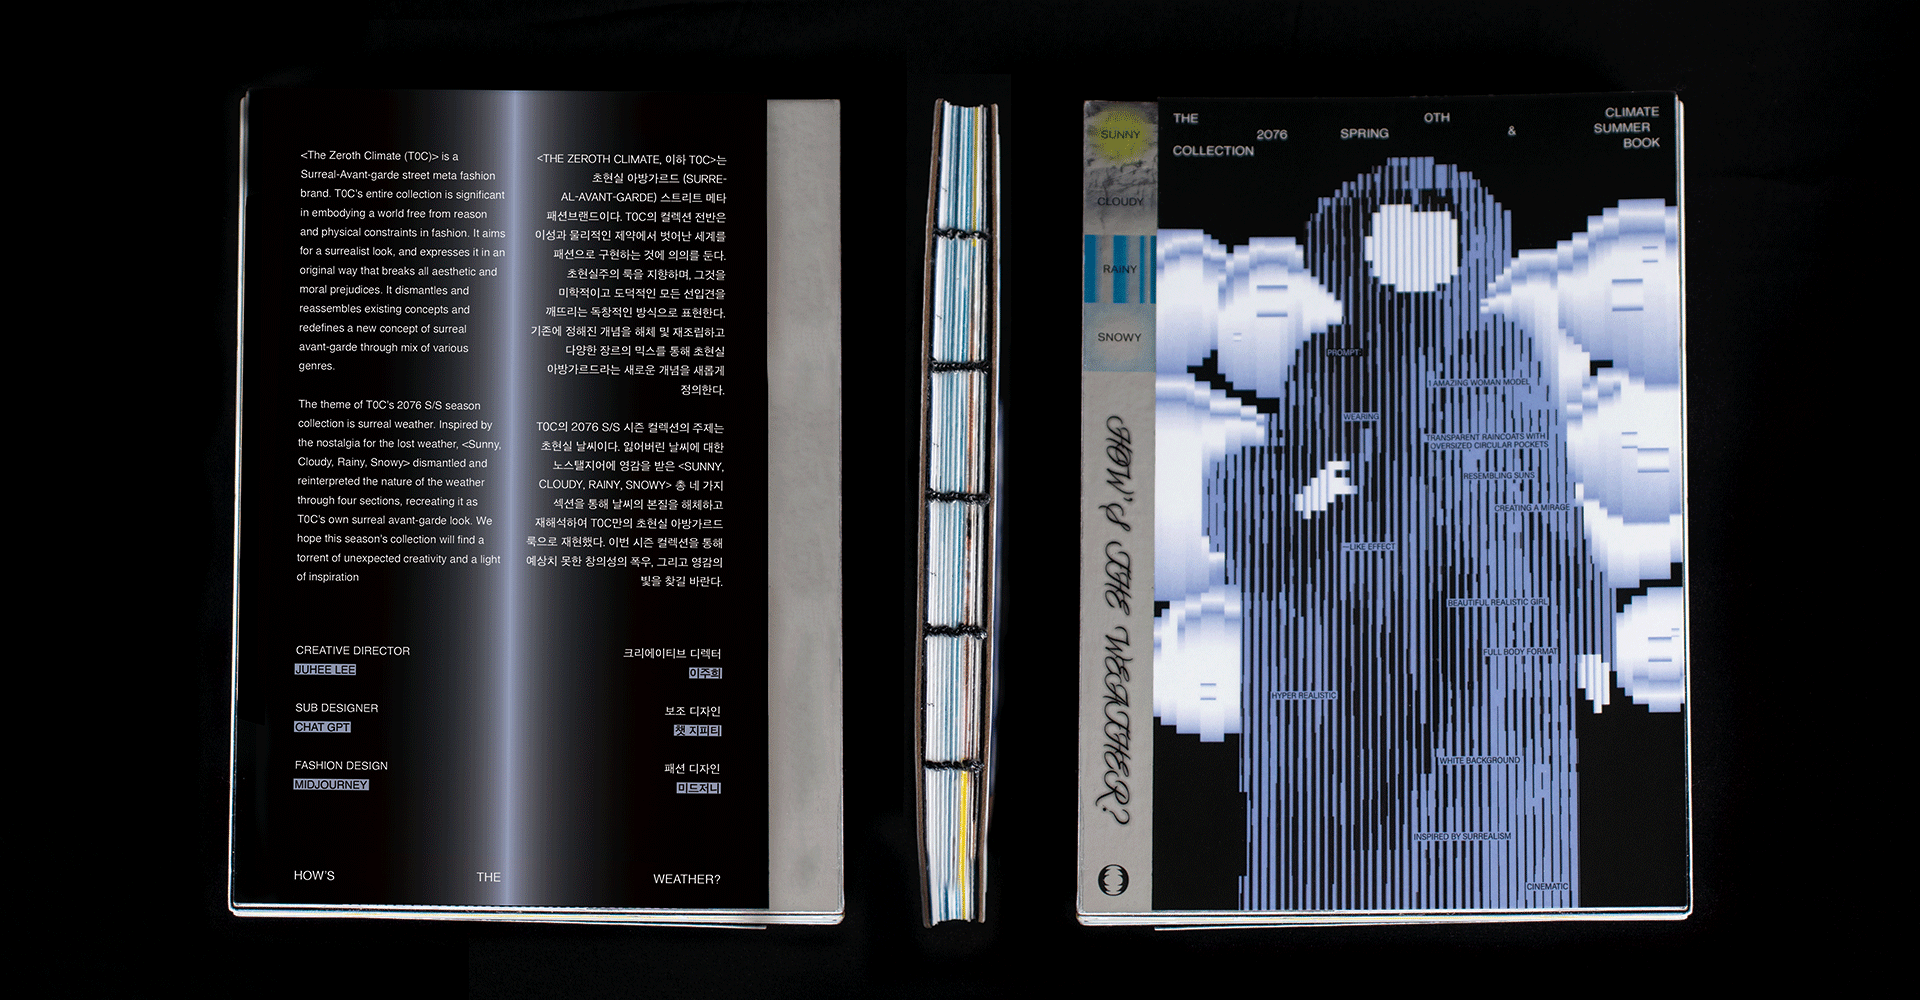 <The Zeroth Climate (T0C)> is a
Surreal-Avant-garde street meta fashion
brand. T0C's entire collection is significant
in embodying a world free from reason
and physical constraints in fashion. It aims
for a surrealist look, and expresses it in an
original way that breaks all aesthetic and
moral prejudices. It dismantles and
reassembles existing concepts and
redefines a new concept of surreal
avant-garde through mix of various
genres.
The theme of T0C's 2076 S/S season
collection is surreal weather. Inspired by
the nostalgia for the lost weather, <Sunny,
Cloudy, Rainy, Snowy> dismantled and
reinterpreted the nature of the weather
through four sections, recreating it as
T0C's own surreal avant-garde look. We
hope this season's collection will find a
torrent of unexpected creativity and a light
of inspiration
<THE ZEROTH CLIMATE, 이하 T0C>는
초현실 아방가르드 (SURRE-
AL-AVANT-GARDE) 스트리트 메타
패션브랜드이다. T0C의 컬렉션 전반은
이성과 물리적인 제약에서 벗어난 세계를
패션으로 구현하는 것에 의의를 둔다.
초현실주의 룩을 지향하며, 그것을
미학적이고 도덕적인 모든 선입견을
깨뜨리는 독창적인 방식으로 표현한다.
기존에 정해진 개념을 해체 및 재조립하고
다양한 장르의 믹스를 통해 초현실
아방가르드라는 새로운 개념을 새롭게
정의한다.
T0C의 2076 S/S 시즌 컬렉션의 주제는
초현실 날씨이다. 잃어버린 날씨에 대한
노스탤지어에 영감을 받은 <SUNNY,
CLOUDY, RAINY, SNOWY> 총 네 가지
섹션을 통해 날씨의 본질을 해체하고
재해석하여 T0C만의 초현실 아방가르드
룩으로 재현했다. 이번 시즌 컬렉션을 통해
예상치 못한 창의성의 폭우, 그리고 영감의
빛을 찾길 바란다.
CREATIVE DIRECTOR
JUHEE LEE
SUB DESIGNER
CHAT GPT
FASHION DESIGN
MIDJOURNEY
크리에이티브 디렉터
이주희
보조 디자인
챗 지피티
패션 디자인
미드저니
HOW'S THE WEATHER?
SUNNY
CLOUDY
RAINY
SNOWY
HOW'S THE WEATHER?
THE 0TH CLIMATE
2076 SPRING & SUMMER
COLLECTION BOOK
PROMPT
1 AMAZING WOMAN MODEL
WEARING
TRANSPARENT RAINCOATS WITH
OVERSIZED CIRCULAR POCKETS
RESEMBLING SUNS
CREATING A MIRAGE
-LIKE EFFECT
BEAUTIFUL REALISTIC GIRL
FULL BODY FORMAT
HYPER REALISTIC
WHITE BACKGROUND
INSPIRED BY SURREALISM
CINEMATIC